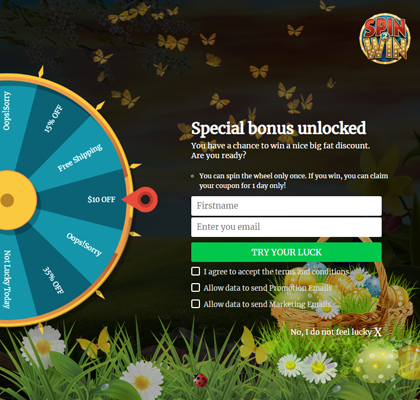 SPIN
2
WIN
Special bonus unlocked
You have a chance to win a nice big fat discount.
Are you ready?
You can spin the wheel only once. If you win, you can claim
your coupon for 1 day only!
Firstname
Enter you email
TRY YOUR LUCK
I agree to accept the terms and conditions
Allow data to send Promotion Emails
Allow data to send Marketing Emails
No, I do not feel lucky X
Oops!Sorry
15% OFF
Free Shipping
$10 OFF
Oops!Sorry
35% OFF
Not Lucky Today